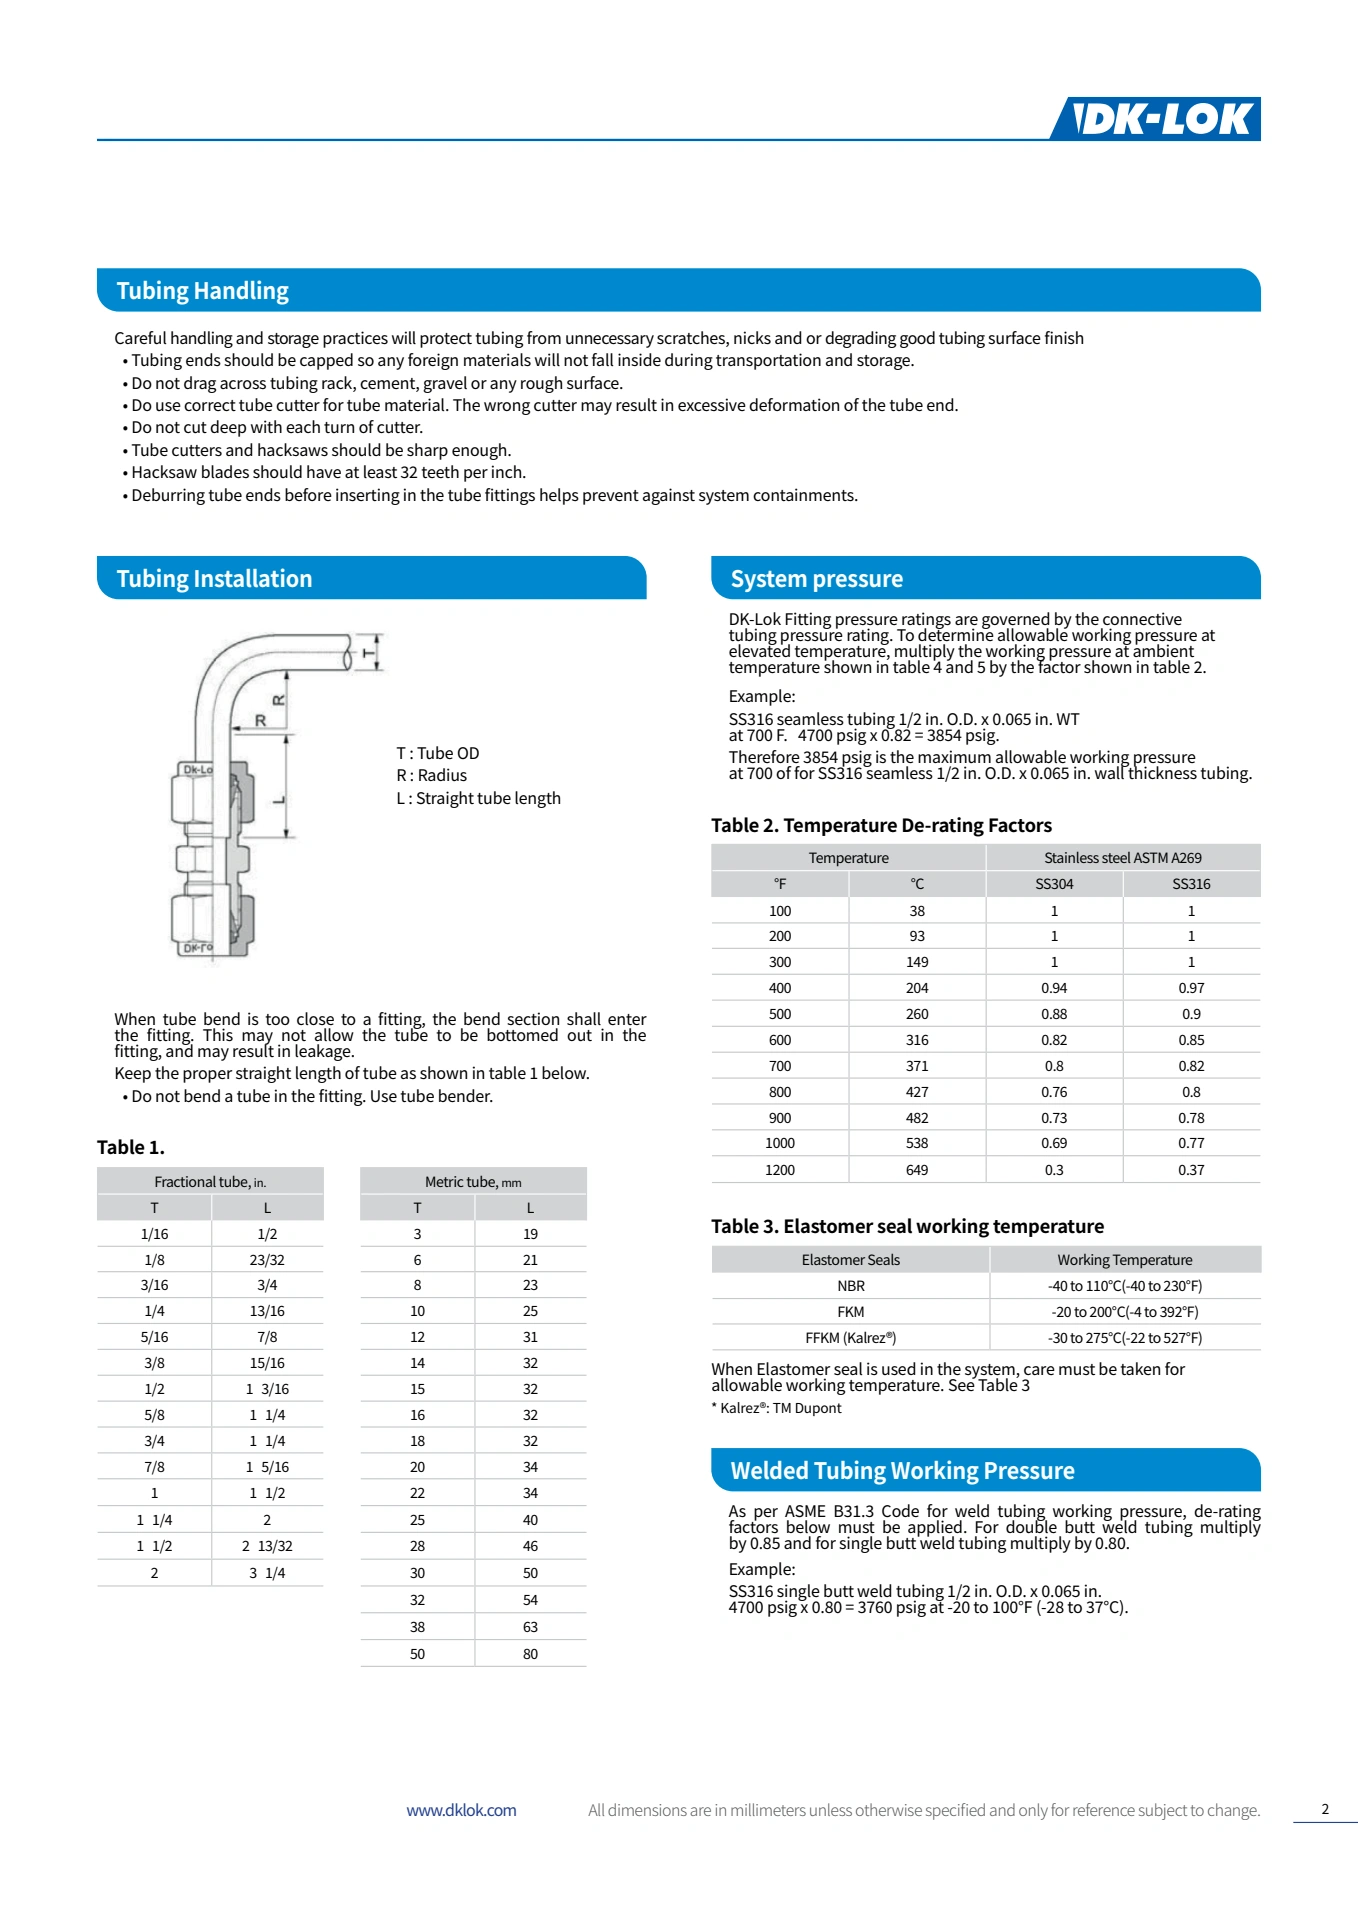 DK-LOK
Tubing Handling
Careful handling and storage practices will protect tubing from unnecessary scratches, nicks and or degrading good tubing surface finish
• Tubing ends should be capped so any foreign materials will not fall inside during transportation and storage.
• Do not drag across tubing rack, cement, gravel or any rough surface.
• Do use correct tube cutter for tube material. The wrong cutter may result in excessive deformation of the tube end.
• Do not cut deep with each turn of cutter.
• Tube cutters and hacksaws should be sharp enough.
• Hacksaw blades should have at least 32 teeth per inch.
• Deburring tube ends before inserting in the tube fittings helps prevent against system containments.
Tubing Installation
T
R
R
L
Dk-Lo
DK-Lo
T : Tube OD
R : Radius
L : Straight tube length
When tube bend is too close to a fitting, the bend section shall enter
the fitting. This may not allow the tube to be bottomed out in the
fitting, and may result in leakage.
Keep the proper straight length of tube as shown in table 1 below.
• Do not bend a tube in the fitting. Use tube bender.
Table 1.
Fractional tube, in.
T L
1/16 1/2
1/8 23/32
3/16 3/4
1/4 13/16
5/16 7/8
3/8 15/16
1/2 1 3/16
5/8 1 1/4
3/4 1 1/4
7/8 1 5/16
1 1 1/2
1 1/4 2
1 1/2 2 13/32
2 3 1/4
Metric tube, mm
T L
3 19
6 21
8 23
10 25
12 31
14 32
15 32
16 32
18 32
20 34
22 34
25 40
28 46
30 50
32 54
38 63
50 80
System pressure
DK-Lok Fitting pressure ratings are governed by the connective
tubing pressure rating. To determine allowable working pressure at
elevated temperature, multiply the working pressure at ambient
temperature shown in table 4 and 5 by the factor shown in table 2.
Example:
SS316 seamless tubing 1/2 in. O.D. x 0.065 in. WT
at 700 F. 4700 psig x 0.82 = 3854 psig.
Therefore 3854 psig is the maximum allowable working pressure
at 700 of for SS316 seamless 1/2 in. O.D. x 0.065 in. wall thickness tubing.
Table 2. Temperature De-rating Factors
Temperature Stainless steel ASTM A269
°F °C SS304 SS316
100 38 1 1
200 93 1 1
300 149 1 1
400 204 0.94 0.97
500 260 0.88 0.9
600 316 0.82 0.85
700 371 0.8 0.82
800 427 0.76 0.8
900 482 0.73 0.78
1000 538 0.69 0.77
1200 649 0.3 0.37
Table 3. Elastomer seal working temperature
Elastomer Seals Working Temperature
NBR -40 to 110°C(-40 to 230°F)
FKM -20 to 200°C(-4 to 392°F)
FFKM (Kalrez®) -30 to 275°C(-22 to 527°F)
When Elastomer seal is used in the system, care must be taken for
allowable working temperature. See Table 3
* Kalrez®: TM Dupont
Welded Tubing Working Pressure
As per ASME B31.3 Code for weld tubing working pressure, de-rating
factors below must be applied. For double butt weld tubing multiply
by 0.85 and for single butt weld tubing multiply by 0.80.
Example:
SS316 single butt weld tubing 1/2 in. O.D. x 0.065 in.
4700 psig x 0.80 = 3760 psig at -20 to 100°F (-28 to 37°C).
www.dklok.com All dimensions are in millimeters unless otherwise specified and only for reference subject to change. 2